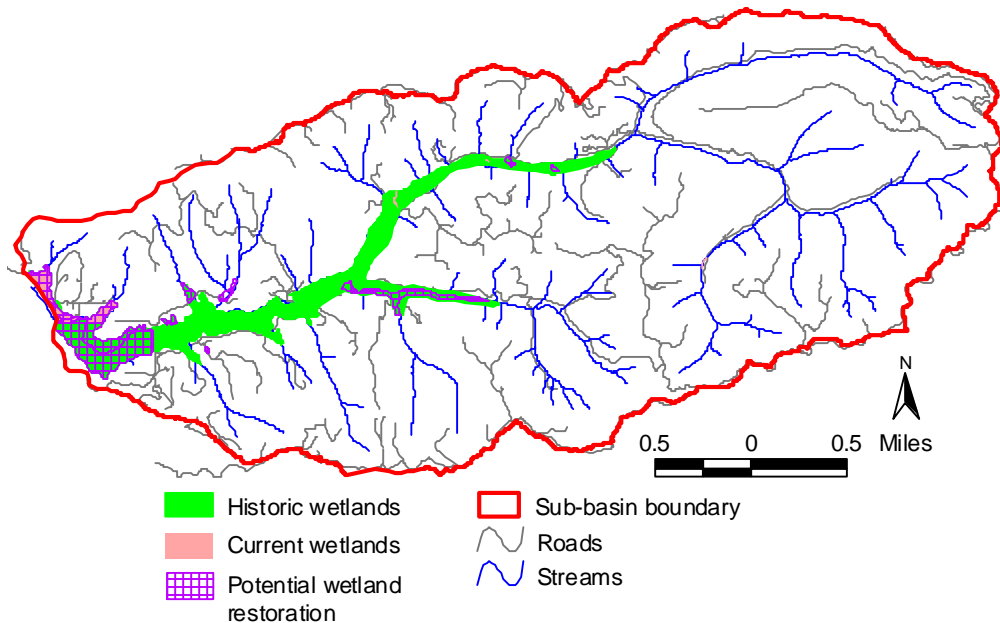 N
0.5 0 0.5 Miles
Historic wetlands
Current wetlands
Potential wetland
restoration
Sub-basin boundary
Roads
Streams